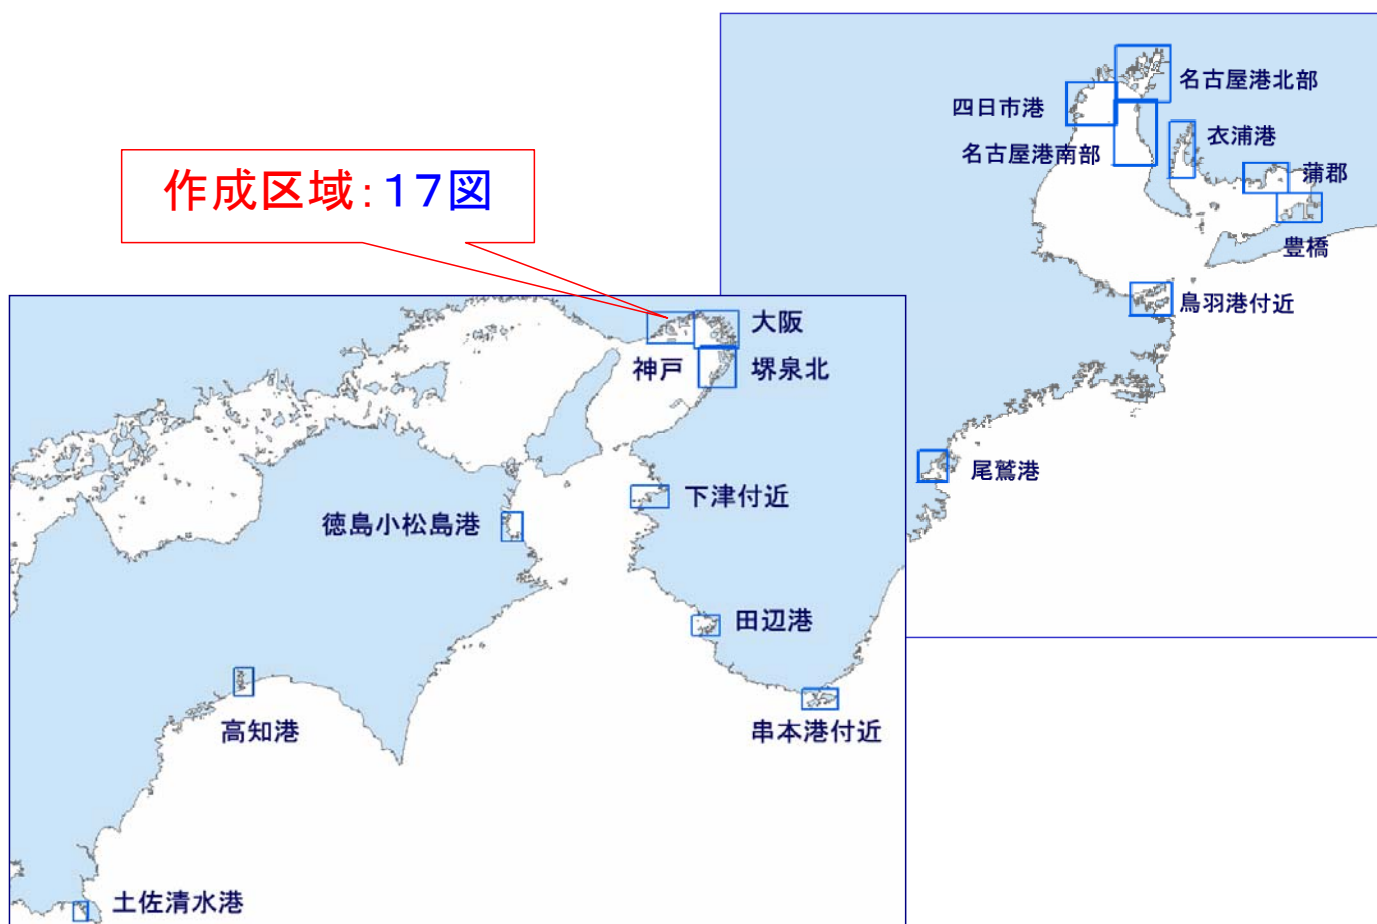 名古屋港北部
四日市港
衣浦港
名古屋港南部
蒲郡
作成区域：17図
豊橋
鳥羽港付近
大阪
神戸
堺泉北
尾鷲港
下津付近
徳島小松島港
田辺港
高知港
串本港付近
土佐清水港